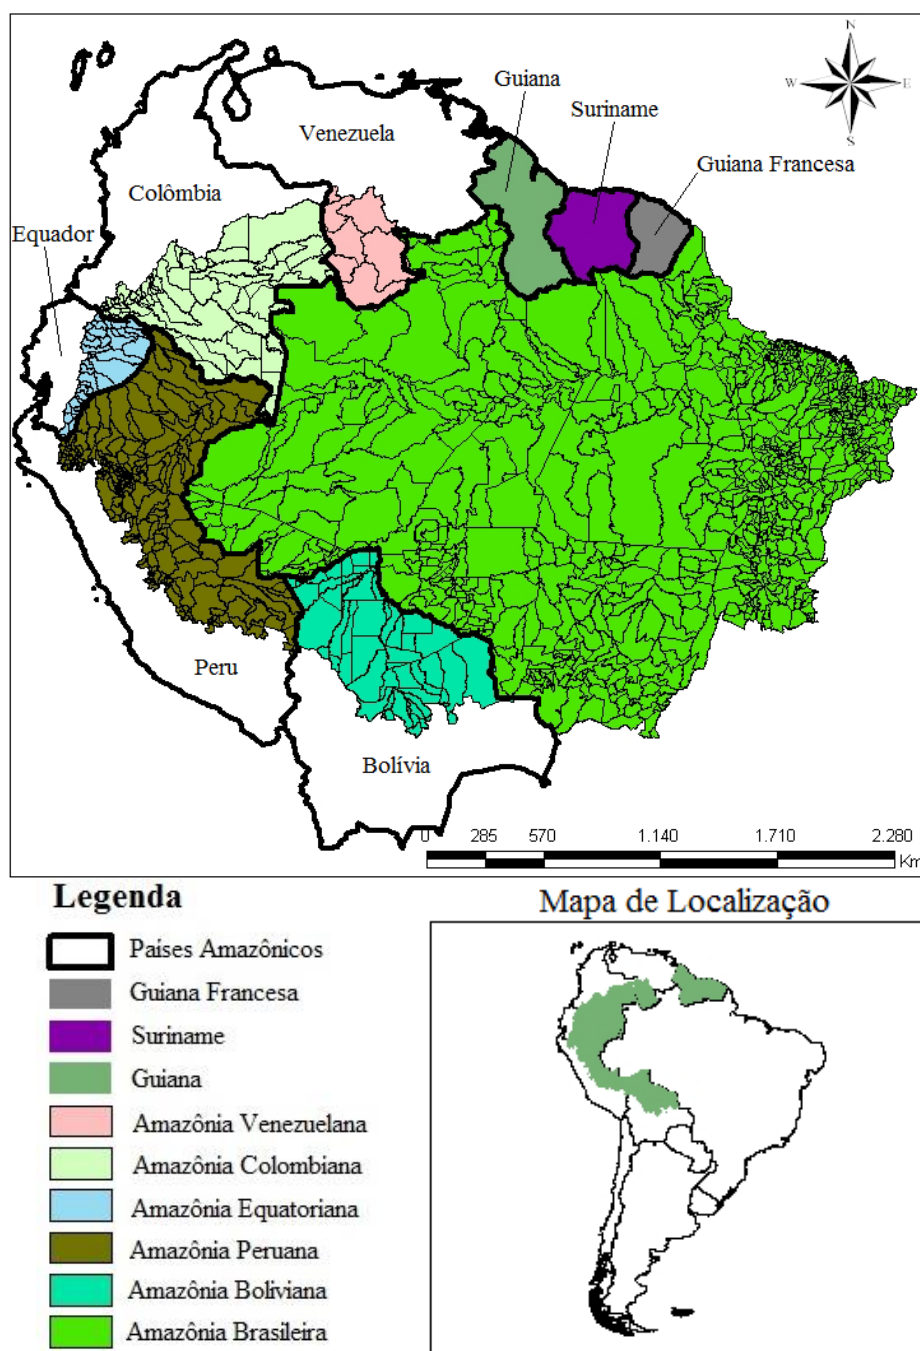 N
W
E
S
Guiana
Suriname
Venezuela
Guiana Francesa
Colômbia
Equador
Peru
Bolívia
0 285 570 1.140 1.710 2.280
Km
Legenda
Países Amazônicos
Guiana Francesa
Suriname
Guiana
Amazônia Venezuelana
Amazônia Colombiana
Amazônia Equatoriana
Amazônia Peruana
Amazônia Boliviana
Amazônia Brasileira
Mapa de Localização